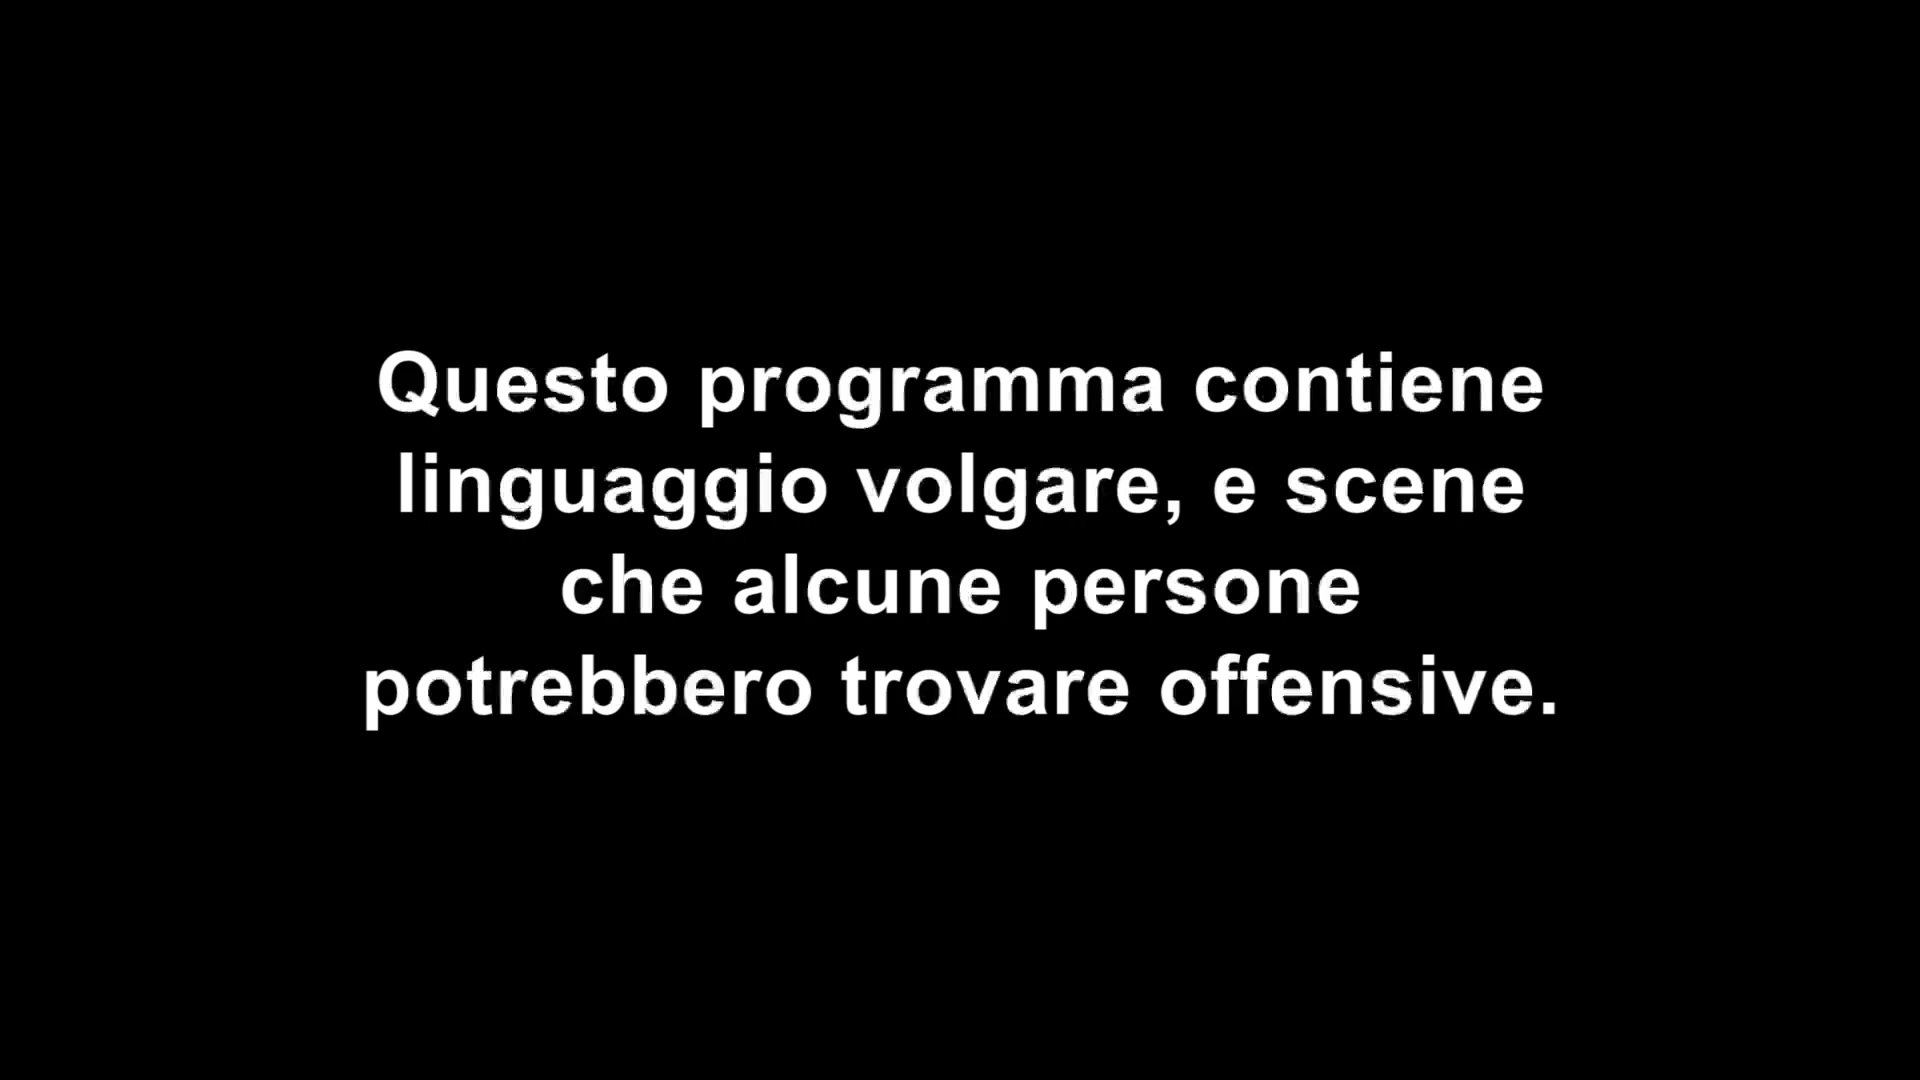 Questo programma contiene
linguaggio volgare, e scene
che alcune persone
potrebbero trovare offensive.